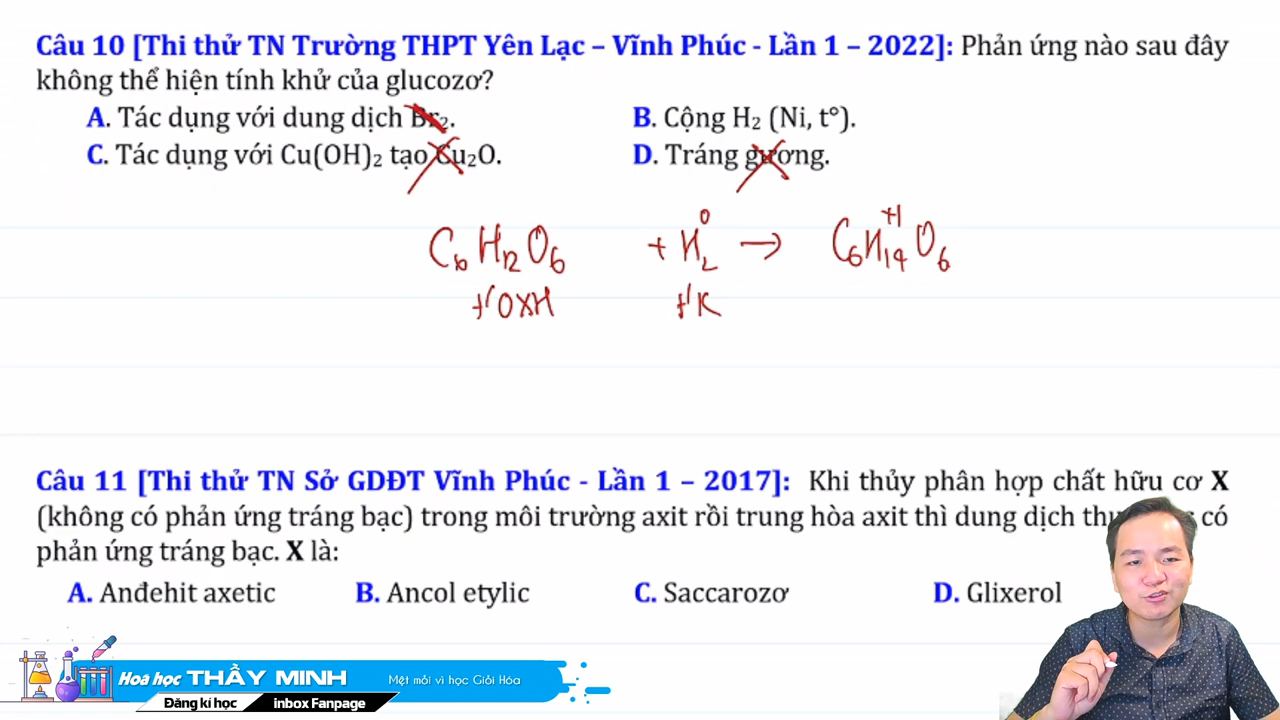 Câu 10 [Thi thử TN Trường THPT Yên Lạc – Vĩnh Phúc - Lần 1 – 2022]: Phản ứng nào sau đây
không thể hiện tính khử của glucozơ?
A. Tác dụng với dung dịch Br₂. B. Cộng H₂ (Ni, t°).
C. Tác dụng với Cu(OH)₂ tạo Cu₂O. D. Tráng gương.
C₆H₁₂O₆ + H₂⁰ → C₆H₁₄⁺¹O₆
t/OXH t/K
Câu 11 [Thi thử TN Sở GDĐT Vĩnh Phúc - Lần 1 – 2017]: Khi thủy phân hợp chất hữu cơ X
(không có phản ứng tráng bạc) trong môi trường axit rồi trung hòa axit thì dung dịch có
phản ứng tráng bạc. X là:
A. Anđehit axetic B. Ancol etylic C. Saccarozơ D. Glixerol
Hoá học THẦY MINH Mệt mỏi vì học Giỏi Hóa
Đăng kí học inbox Fanpage